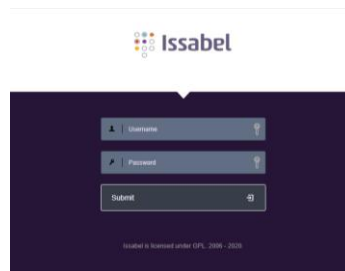 Issabel
Username
Password
Submit
Issabel is licensed under GPL. 2006 - 2020.